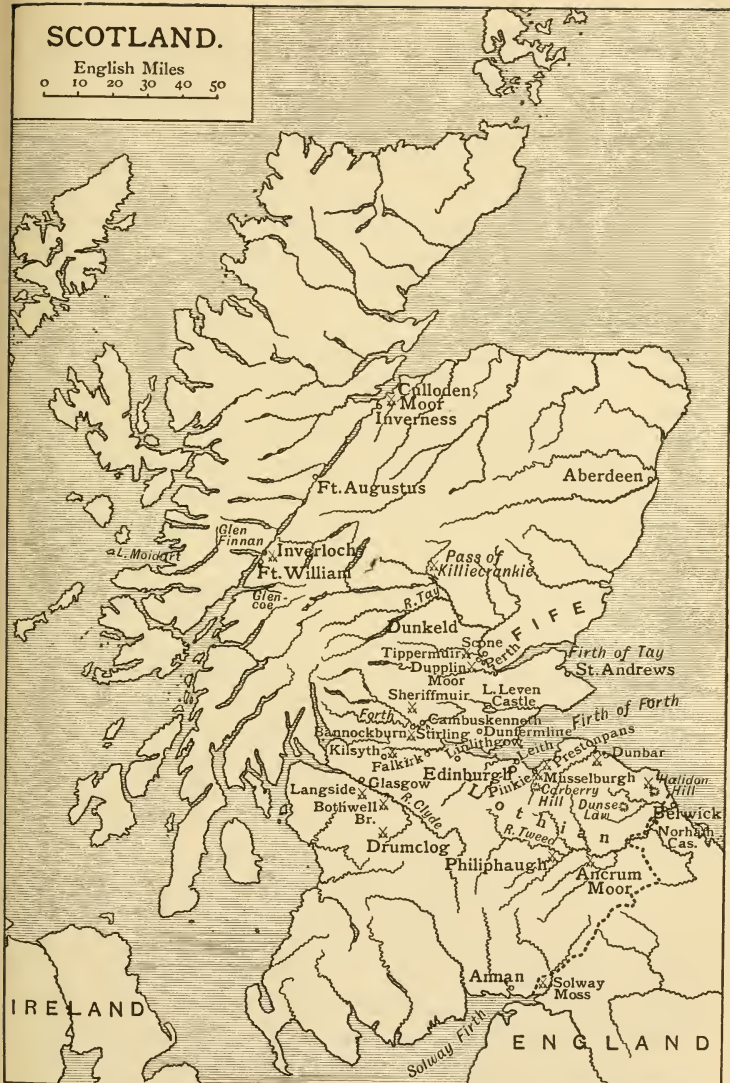 SCOTLAND.
English Miles
0 10 20 30 40 50
Culloden
Moor
Inverness
Ft. Augustus
Aberdeen
Glen
Finnan
L. Moidart
Inverlochy
Ft. William
Glen-
coe
Pass of
Killiecrankie
R. Tay
Dunkeld
FIFE
Scone
Perth
Tippermuir
Dupplin
Moor
Firth of Tay
St. Andrews
Sheriffmuir
L. Leven
Castle
Forth
Cambuskenneth
Firth of Forth
Bannockburn
Stirling
Dunfermline
Kilsyth
Falkirk
Linlithgow
Leith
Prestonpans
Dunbar
Edinburgh
Pinkie
Musselburgh
Halidon
Hill
Langside
Glasgow
Bothwell
Br.
R. Clyde
Lothian
Carberry
Hill
Dunse
Law
Berwick
Norham
Cas.
Drumclog
R. Tweed
Philiphaugh
Ancrum
Moor
Annan
Solway
Moss
IRELAND
Solway Firth
ENGLAND